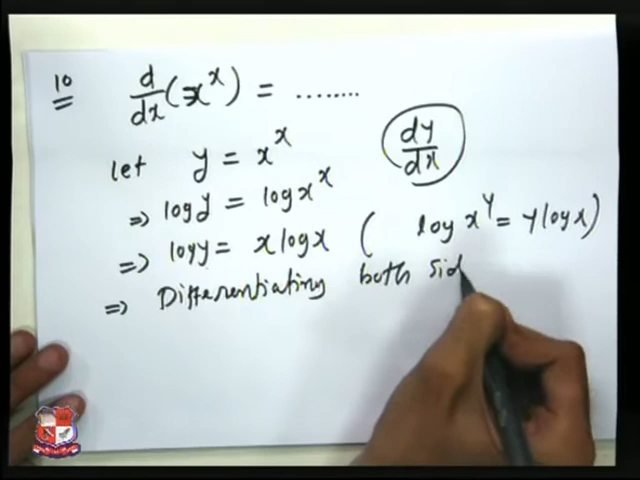 10 d/dx (x^x) = .......
let y = x^x dy/dx
=> log y = log x^x
=> log y = x log x ( log x^y = y log x )
=> Differentiating both sid